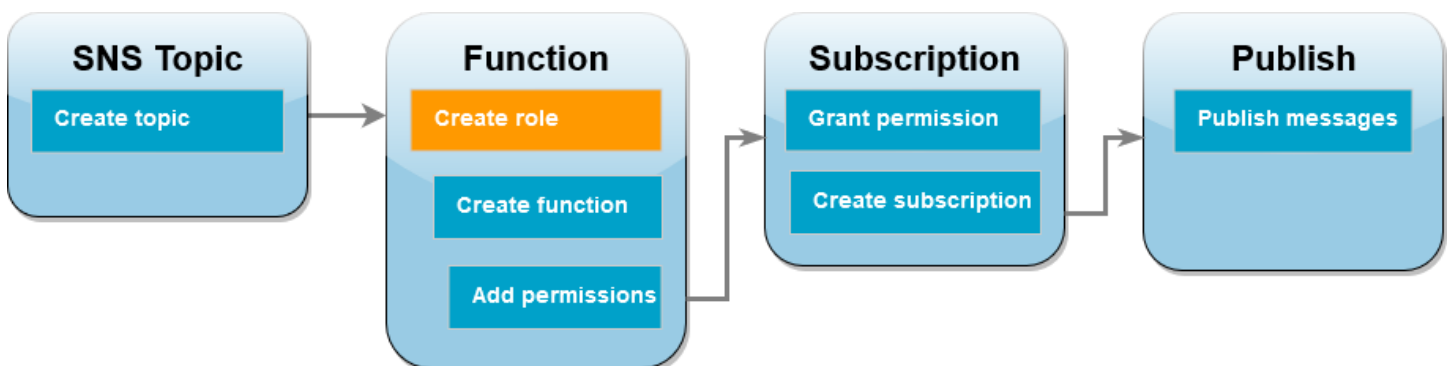 SNS Topic
Create topic
Function
Create role
Create function
Add permissions
Subscription
Grant permission
Create subscription
Publish
Publish messages